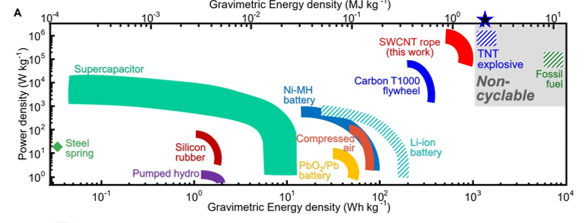 Gravimetric Energy density (MJ kg⁻¹)
A
10⁻³ 10⁻² 10⁻¹ 10⁰ 10¹
10⁶
10⁵
10⁴
10³
10²
10¹
10⁰
Power density (W kg⁻¹)
SWCNT rope
(this work)
TNT
explosive
Fossil
fuel
Non-
cyclable
Supercapacitor
Carbon T1000
flywheel
Ni-MH
battery
Compressed
air
Li-ion
battery
Steel
spring
Silicon
rubber
Pumped hydro
PbO₂/Pb
battery
10⁻¹ 10⁰ 10¹ 10² 10³ 10⁴
Gravimetric Energy density (Wh kg⁻¹)